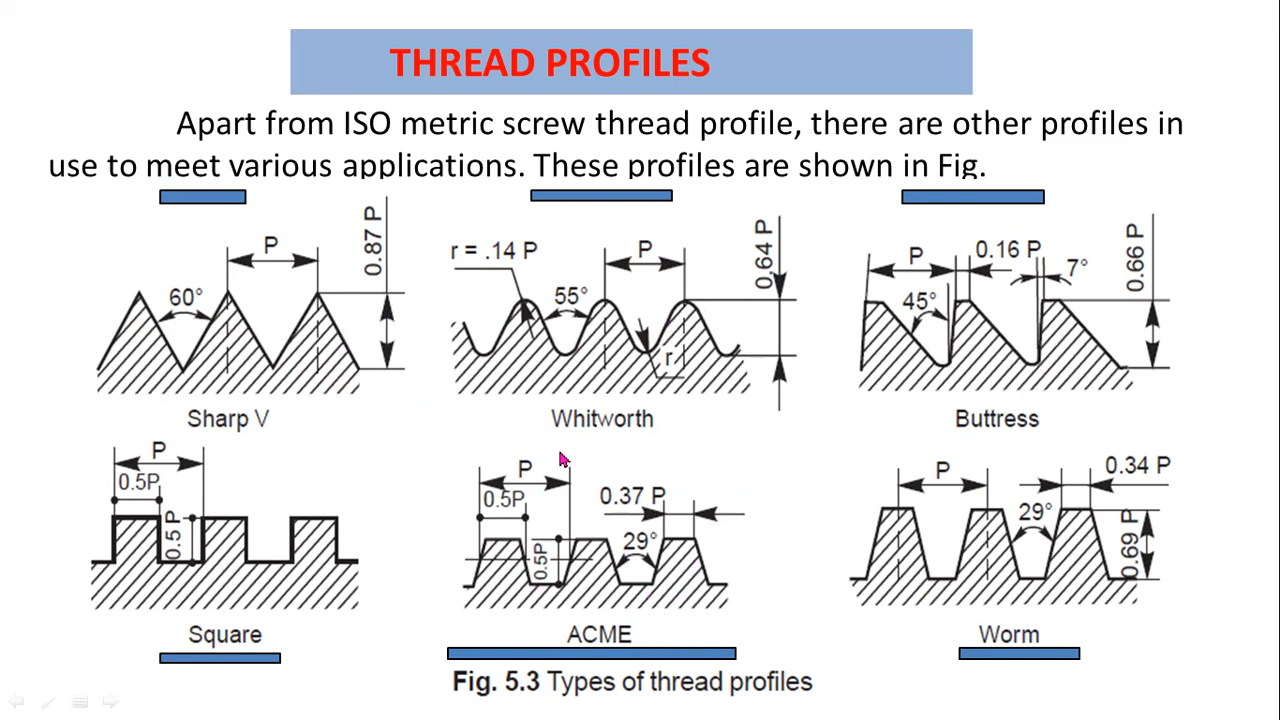 THREAD PROFILES
Apart from ISO metric screw thread profile, there are other profiles in
use to meet various applications. These profiles are shown in Fig.
P
0.87 P
60°
Sharp V
r = .14 P
P
0.64 P
55°
r
Whitworth
P
0.16 P
7°
0.66 P
45°
Buttress
P
0.5P
0.5 P
Square
P
0.5P
0.37 P
0.5P
29°
ACME
P
0.34 P
29°
0.69 P
Worm
Fig. 5.3 Types of thread profiles